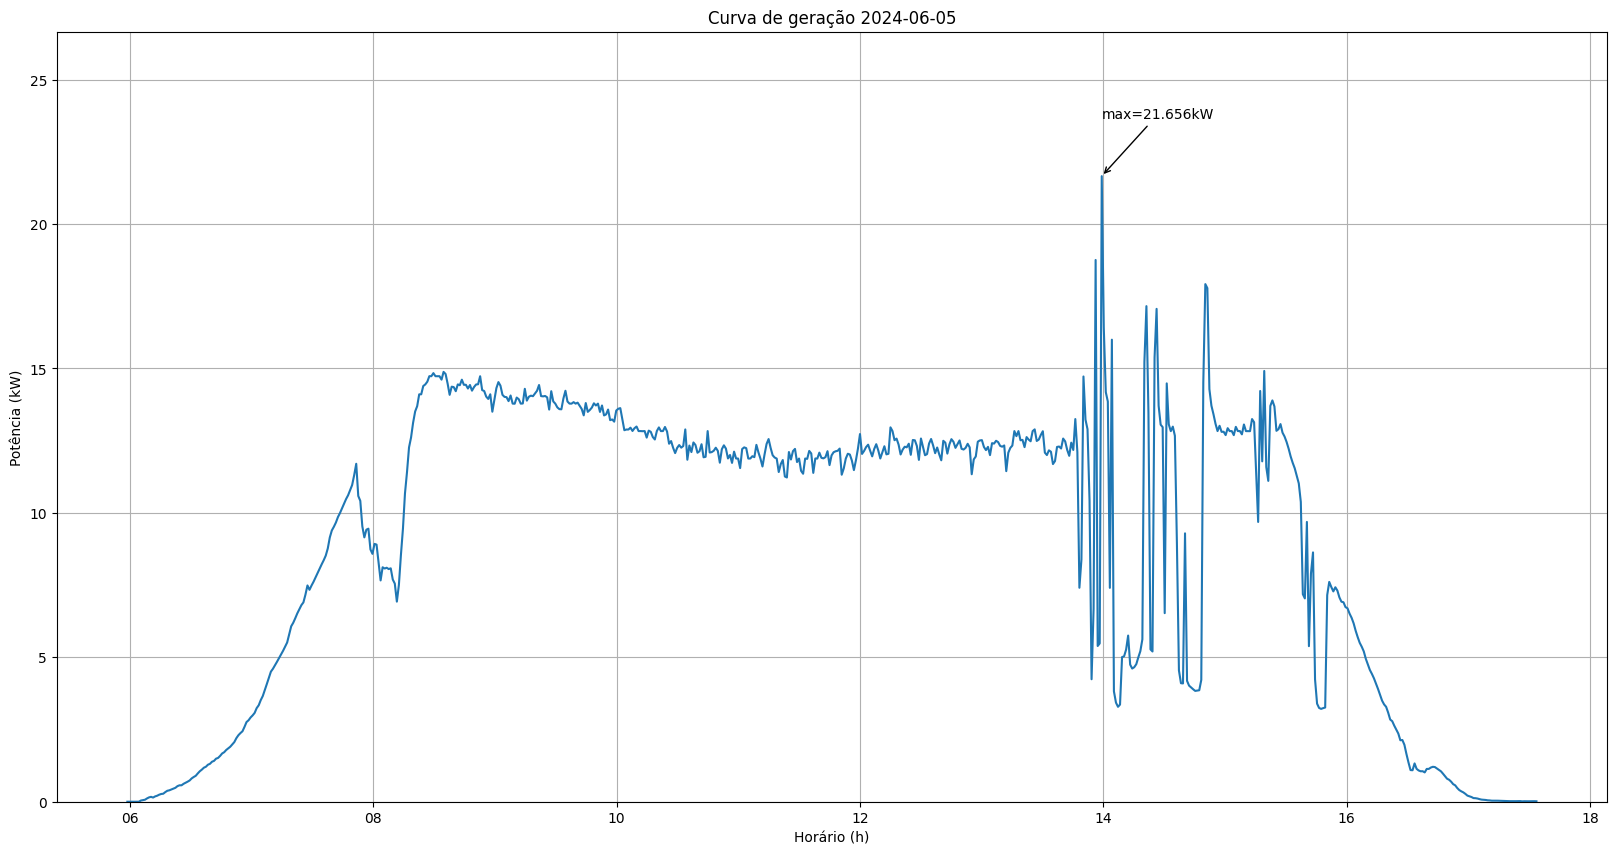 Curva de geração 2024-06-05
max=21.656kW
Potência (kW)
25
20
15
10
5
0
06 08 10 12 14 16 18
Horário (h)